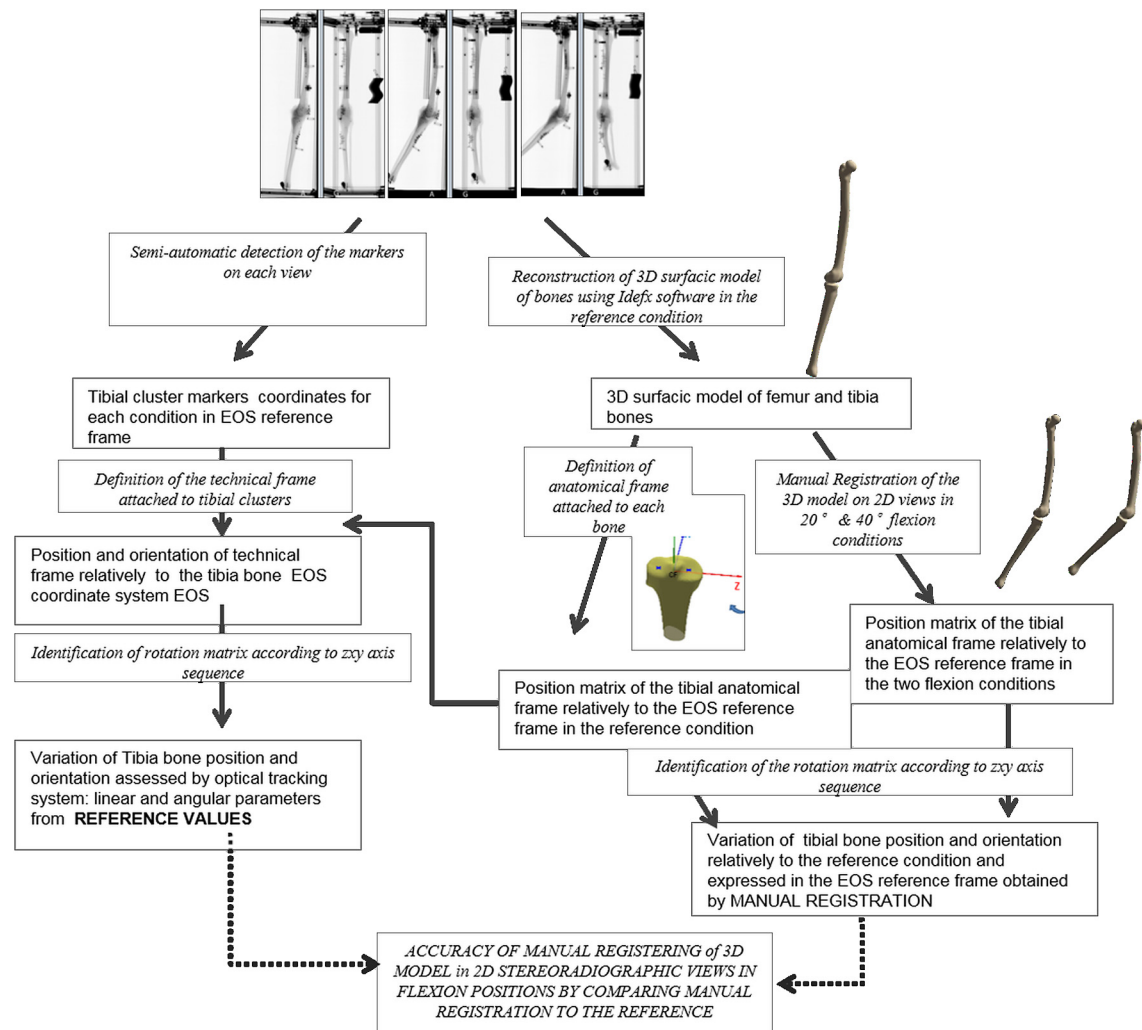 Semi-automatic detection of the markers
on each view
Reconstruction of 3D surfacic model
of bones using Idefx software in the
reference condition
Tibial cluster markers coordinates for
each condition in EOS reference
frame
3D surfacic model of femur and tibia
bones
Definition of the technical frame
attached to tibial clusters
Definition of
anatomical frame
attached to each
bone
Manual Registration of the
3D model on 2D views in
20 ° & 40 ° flexion
conditions
Position and orientation of technical
frame relatively to the tibia bone EOS
coordinate system EOS
Z
Position matrix of the tibial
anatomical frame relatively to
the EOS reference frame in
the two flexion conditions
Identification of rotation matrix according to zxy axis
sequence
Position matrix of the tibial anatomical
frame relatively to the EOS reference
frame in the reference condition
Variation of Tibia bone position and
orientation assessed by optical tracking
system: linear and angular parameters
from REFERENCE VALUES
Identification of the rotation matrix according to zxy axis
sequence
Variation of tibial bone position and orientation
relatively to the reference condition and
expressed in the EOS reference frame obtained
by MANUAL REGISTRATION
ACCURACY OF MANUAL REGISTERING of 3D
MODEL in 2D STEREORADIOGRAPHIC VIEWS IN
FLEXION POSITIONS BY COMPARING MANUAL
REGISTRATION TO THE REFERENCE